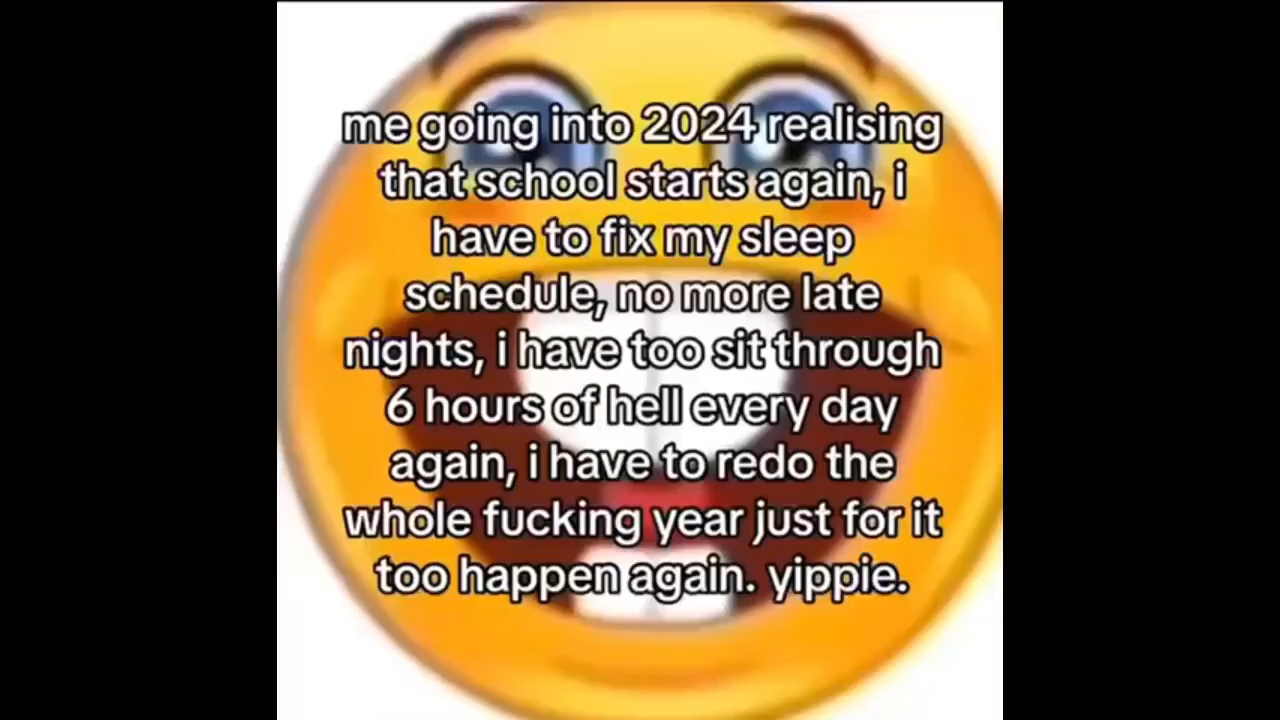 me going into 2024 realising
that school starts again, i
have to fix my sleep
schedule, no more late
nights, i have too sit through
6 hours of hell every day
again, i have to redo the
whole fucking year just for it
too happen again. yippie.